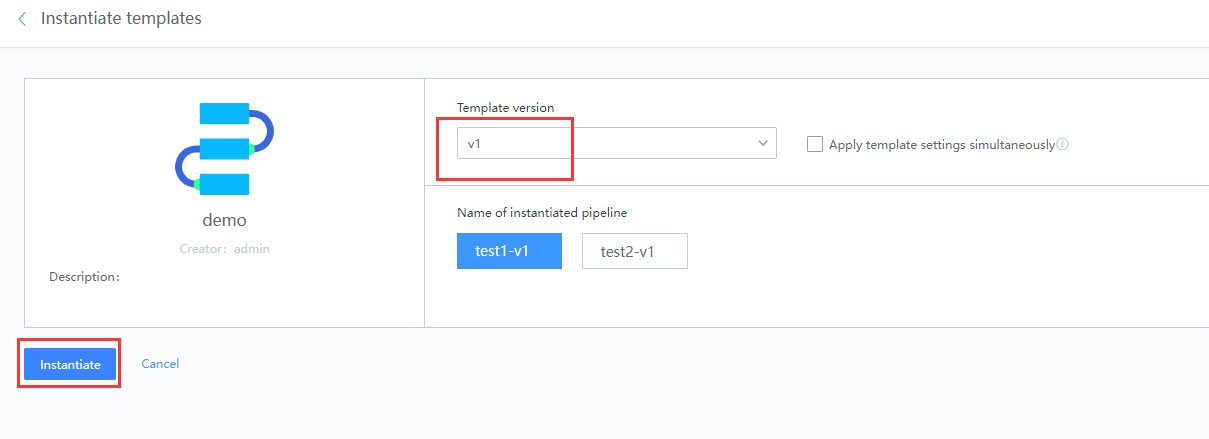 Instantiate templates
Template version
v1
Apply template settings simultaneously
demo
Creator: admin
Description:
Name of instantiated pipeline
test1-v1
test2-v1
Instantiate
Cancel